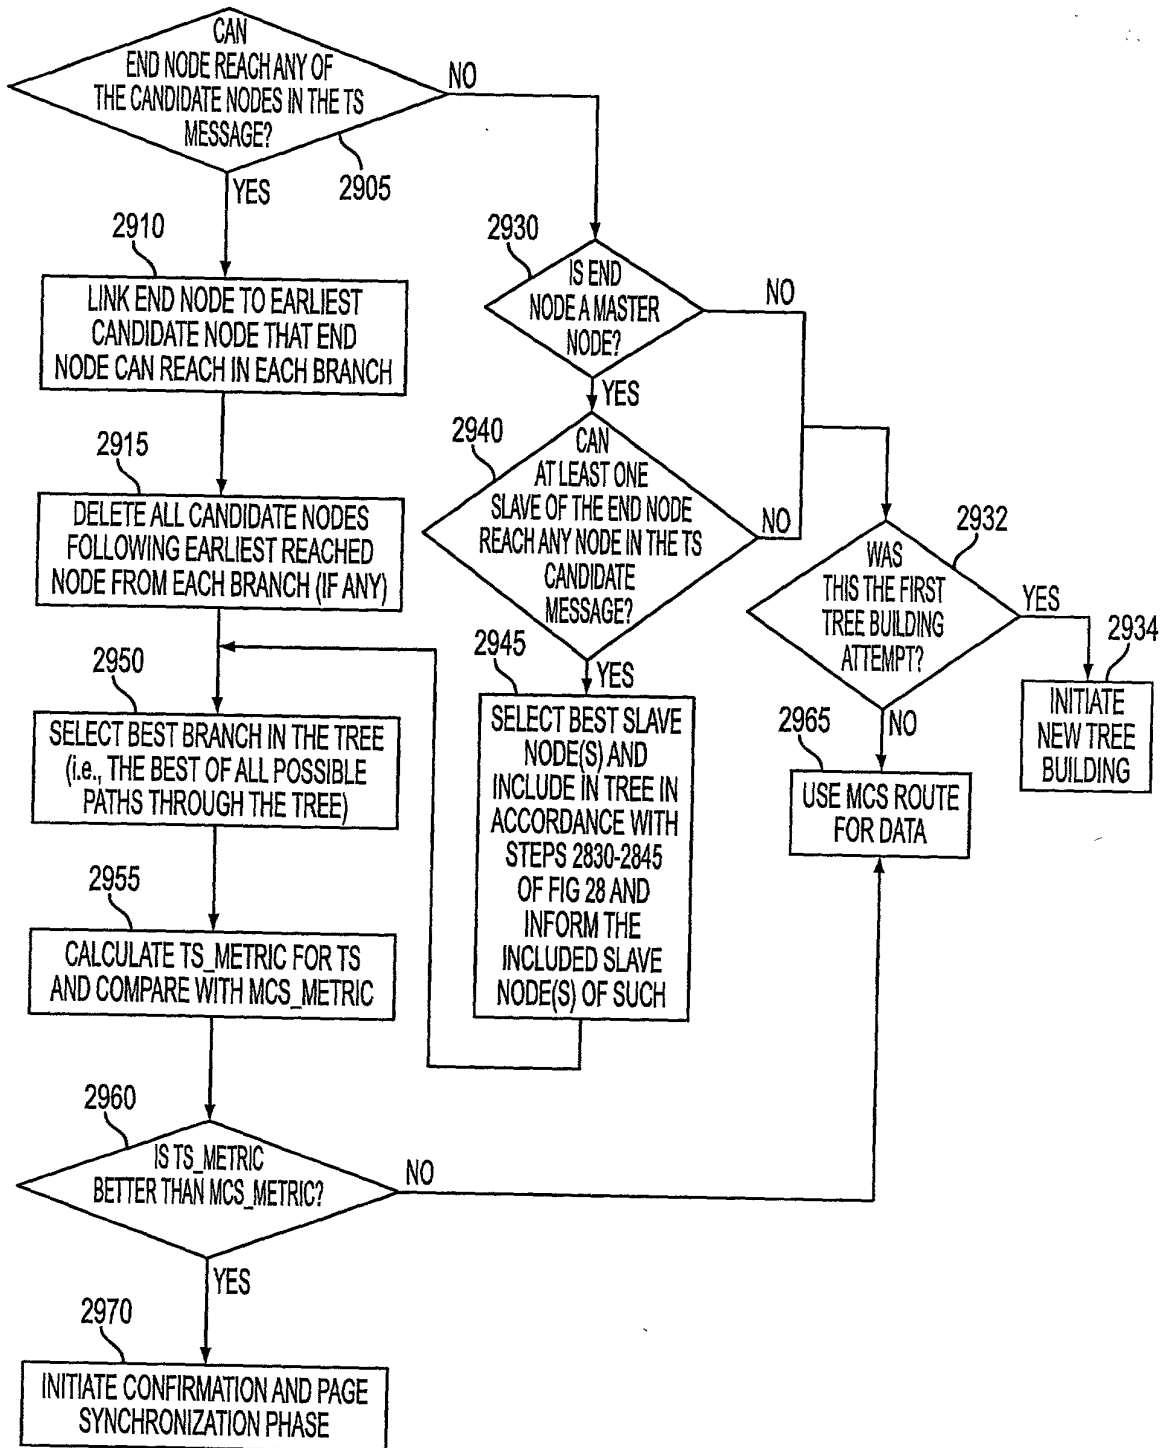 CAN
END NODE REACH ANY OF
THE CANDIDATE NODES IN THE TS
MESSAGE?
NO
YES
2905
2910
LINK END NODE TO EARLIEST
CANDIDATE NODE THAT END
NODE CAN REACH IN EACH BRANCH
2915
DELETE ALL CANDIDATE NODES
FOLLOWING EARLIEST REACHED
NODE FROM EACH BRANCH (IF ANY)
2950
SELECT BEST BRANCH IN THE TREE
(i.e., THE BEST OF ALL POSSIBLE
PATHS THROUGH THE TREE)
2955
CALCULATE TS_METRIC FOR TS
AND COMPARE WITH MCS_METRIC
2960
IS TS_METRIC
BETTER THAN MCS_METRIC?
NO
YES
2970
INITIATE CONFIRMATION AND PAGE
SYNCHRONIZATION PHASE
2930
IS END
NODE A MASTER
NODE?
NO
YES
2940
CAN
AT LEAST ONE
SLAVE OF THE END NODE
REACH ANY NODE IN THE TS
CANDIDATE
MESSAGE?
NO
YES
2945
SELECT BEST SLAVE
NODE(S) AND
INCLUDE IN TREE IN
ACCORDANCE WITH
STEPS 2830-2845
OF FIG 28 AND
INFORM THE
INCLUDED SLAVE
NODE(S) OF SUCH
2932
WAS
THIS THE FIRST
TREE BUILDING
ATTEMPT?
YES
NO
2934
INITIATE
NEW TREE
BUILDING
2965
USE MCS ROUTE
FOR DATA